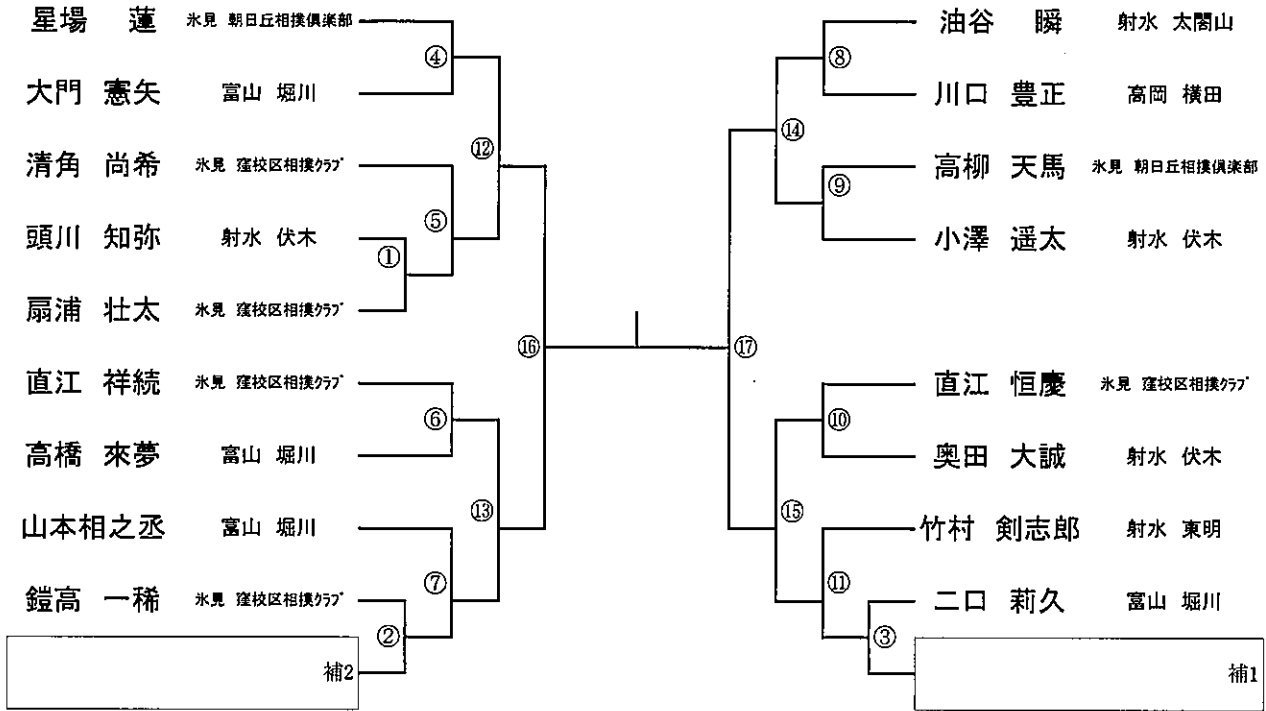 星場 蓮 氷見 朝日丘相撲倶楽部
④
大門 憲矢 富山 堀川
⑫
清角 尚希 氷見 窪校区相撲クラブ
⑤
頭川 知弥 射水 伏木
①
扇浦 壮太 氷見 窪校区相撲クラブ
⑯
直江 祥続 氷見 窪校区相撲クラブ
⑥
高橋 來夢 富山 堀川
⑬
山本相之丞 富山 堀川
⑦
鎧高 一稀 氷見 窪校区相撲クラブ
②
補2
油谷 瞬 射水 太閤山
⑧
川口 豊正 高岡 横田
⑭
高柳 天馬 氷見 朝日丘相撲倶楽部
⑨
小澤 遥太 射水 伏木
⑰
直江 恒慶 氷見 窪校区相撲クラブ
⑩
奥田 大誠 射水 伏木
⑮
竹村 剣志郎 射水 東明
⑪
二口 莉久 富山 堀川
③
補1